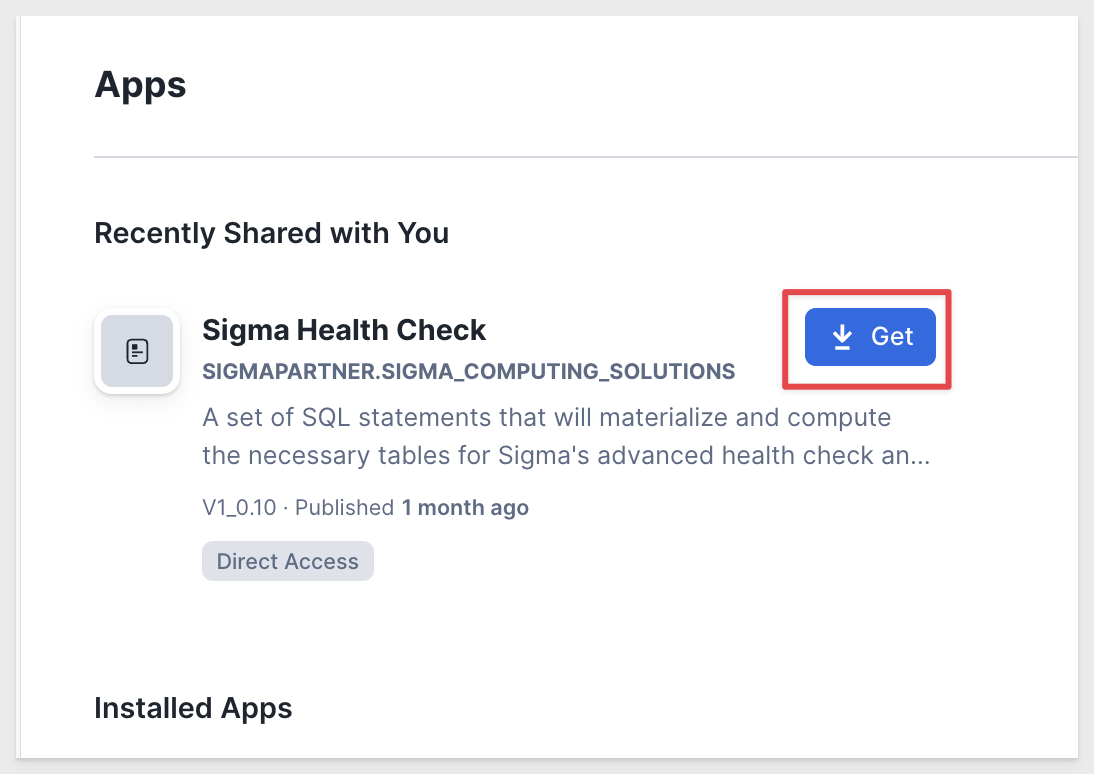 Apps
Recently Shared with You
Sigma Health Check
Get
SIGMAPARTNER.SIGMA_COMPUTING_SOLUTIONS
A set of SQL statements that will materialize and compute
the necessary tables for Sigma's advanced health check an...
V1_0.10 · Published 1 month ago
Direct Access
Installed Apps